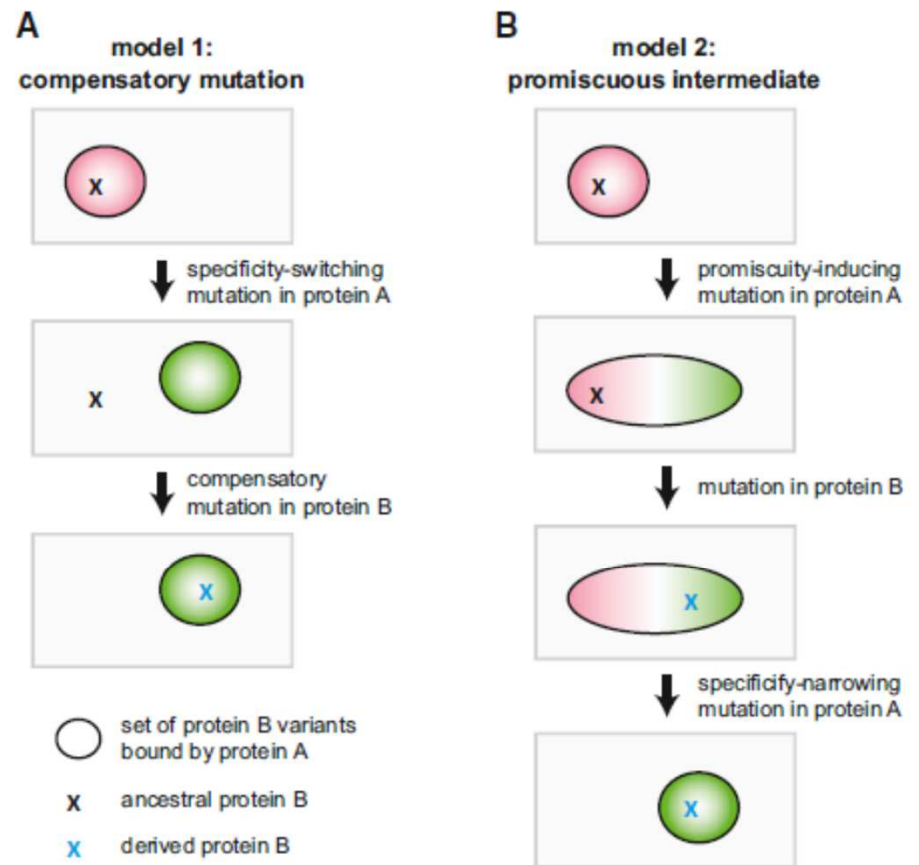 A
model 1:
compensatory mutation
X
specificity-switching
mutation in protein A
X
compensatory
mutation in protein B
X
set of protein B variants
bound by protein A
X ancestral protein B
X derived protein B
B
model 2:
promiscuous intermediate
X
promiscuity-inducing
mutation in protein A
X
mutation in protein B
X
specificify-narrowing
mutation in protein A
X